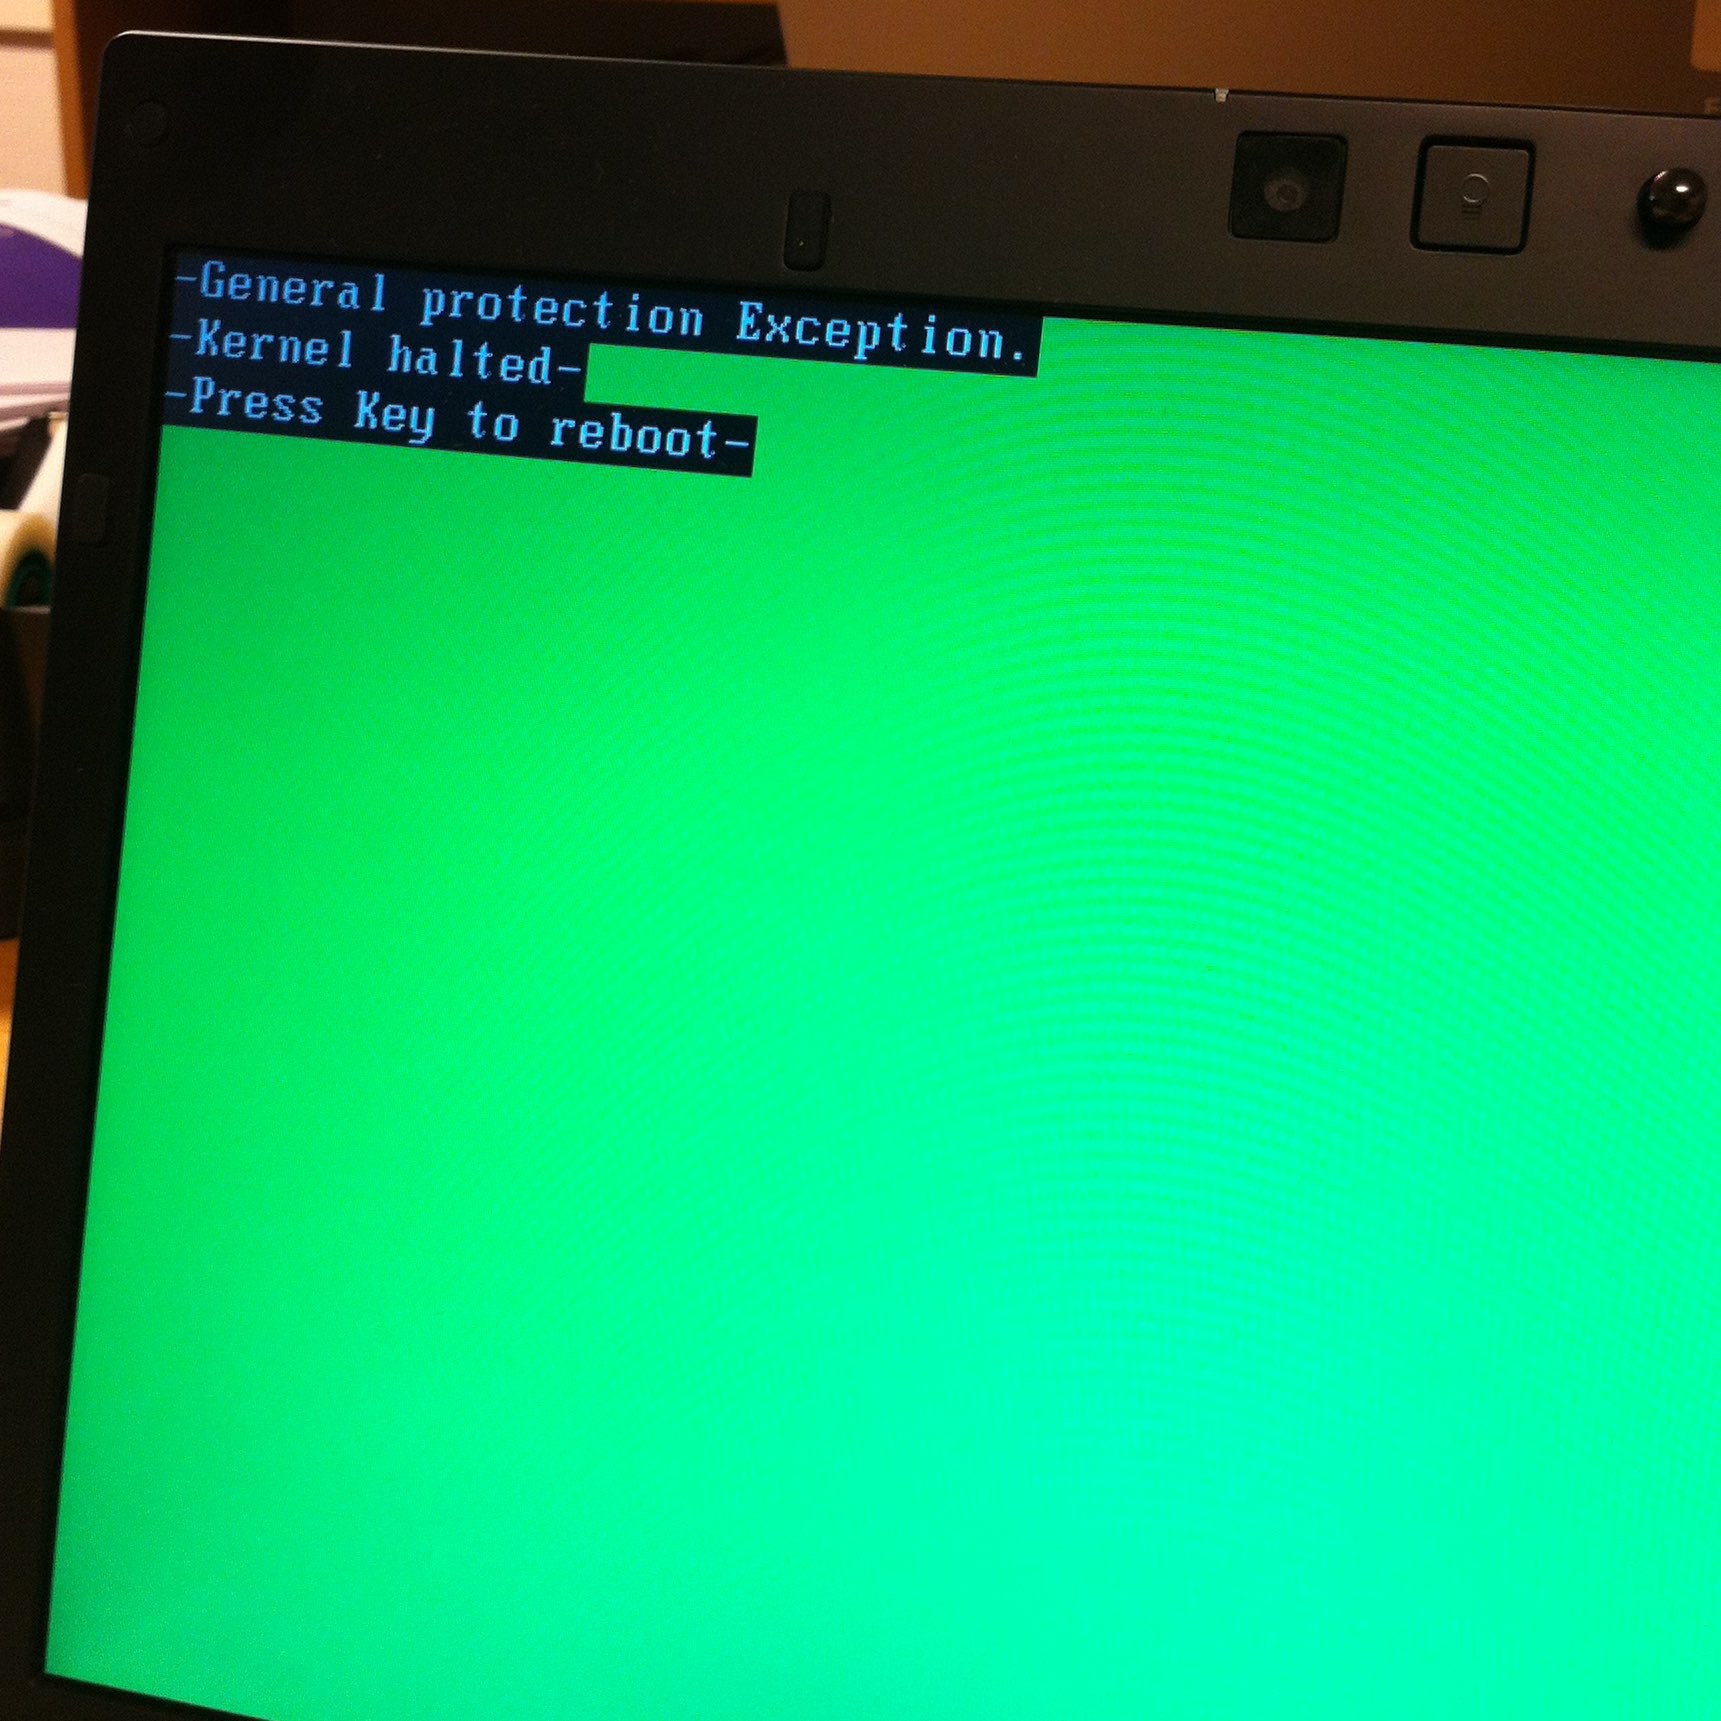 -General protection Exception.
-Kernel halted-
-Press Key to reboot-